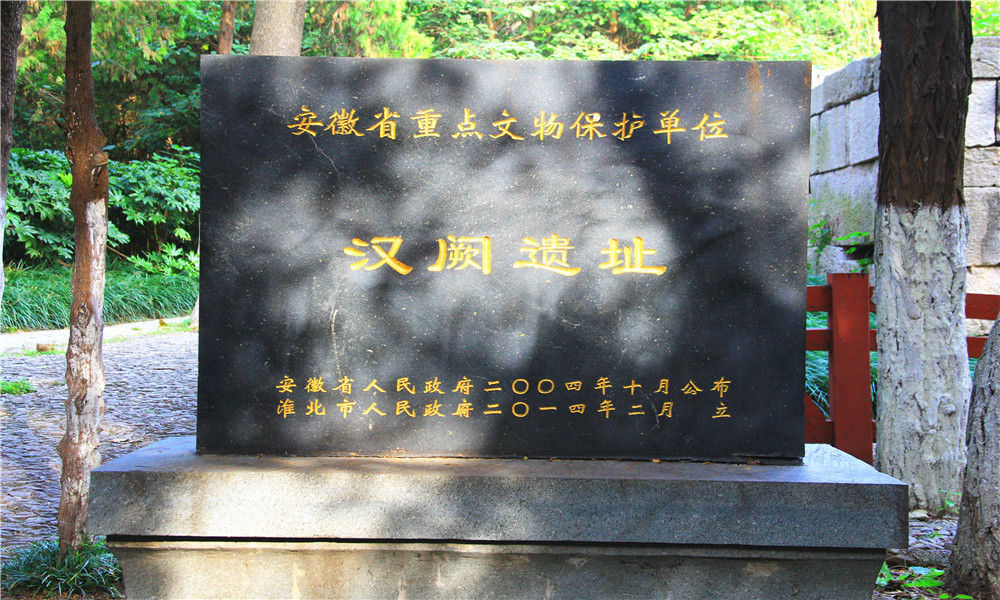 安徽省重点文物保护单位
汉阙遗址
安徽省人民政府二〇〇四年十月公布
淮北市人民政府二〇一四年二月 立